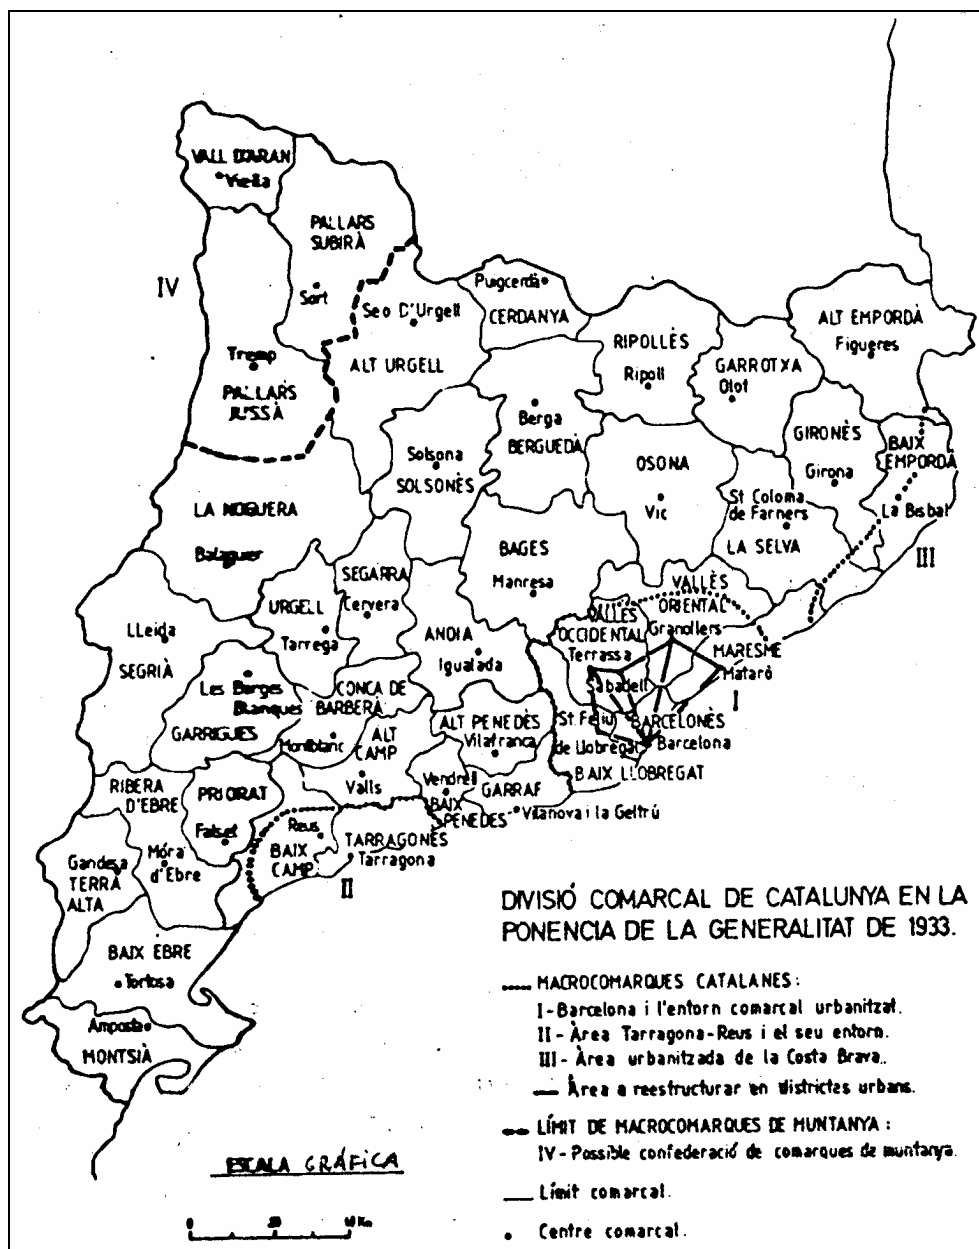 VALL D'ARAN
Viella
PALLARS
SUBIRÀ
IV
Sort
Seo D'Urgell
Puigcerdà
CERDANYA
ALT EMPORDÀ
Figueres
RIPOLLÈS
Ripoll
GARROTXA
Olot
Tremp
PALLARS
JUSSÀ
ALT URGELL
Berga
BERGUEDÀ
GIRONÈS
Girona
BAIX
EMPORDÀ
La Bisbal
Solsona
SOLSONÈS
OSONA
Vic
St Coloma
de Farners
LA SELVA
III
LA NOGUERA
Balaguer
BAGES
Manresa
SEGARRA
Cervera
URGELL
Tarrega
VALLÈS
ORIENTAL
Granollers
VALLÈS
OCCIDENTAL
Terrassa
Sabadell
MARESME
Mataró
I
LLeida
SEGRIÀ
ANOIA
Igualada
Les Borges
Blanques
GARRIGUES
CONCA DE
BARBERÀ
Montblanc
ALT
CAMP
Valls
ALT PENEDÈS
Vilafranca
St Feliu
de Llobregat
BARCELONÈS
Barcelona
BAIX LLOBREGAT
RIBERA
D'EBRE
PRIORAT
Falset
Vendrell
BAIX
PENEDES
GARRAF
Vilanova i la Geltrú
Reus
BAIX
CAMP
TARRAGONÈS
Tarragona
II
Gandesa
TERRA
ALTA
Móra
d'Ebre
BAIX EBRE
Tortosa
Amposta
MONTSIÀ
DIVISIÓ COMARCAL DE CATALUNYA EN LA
PONENCIA DE LA GENERALITAT DE 1933.
MACROCOMARQUES CATALANES:
I-Barcelona i l'entorn comarcal urbanitzat.
II-Àrea Tarragona-Reus i el seu entorn.
III-Àrea urbanitzada de la Costa Brava..
Àrea a reestructurar en districtes urbans.
LÍMIT DE MACROCOMARQUES DE MUNTANYA:
IV-Possible confederació de comarques de muntanya.
Límit comarcal.
Centre comarcal.
ESCALA GRÁFICA
0